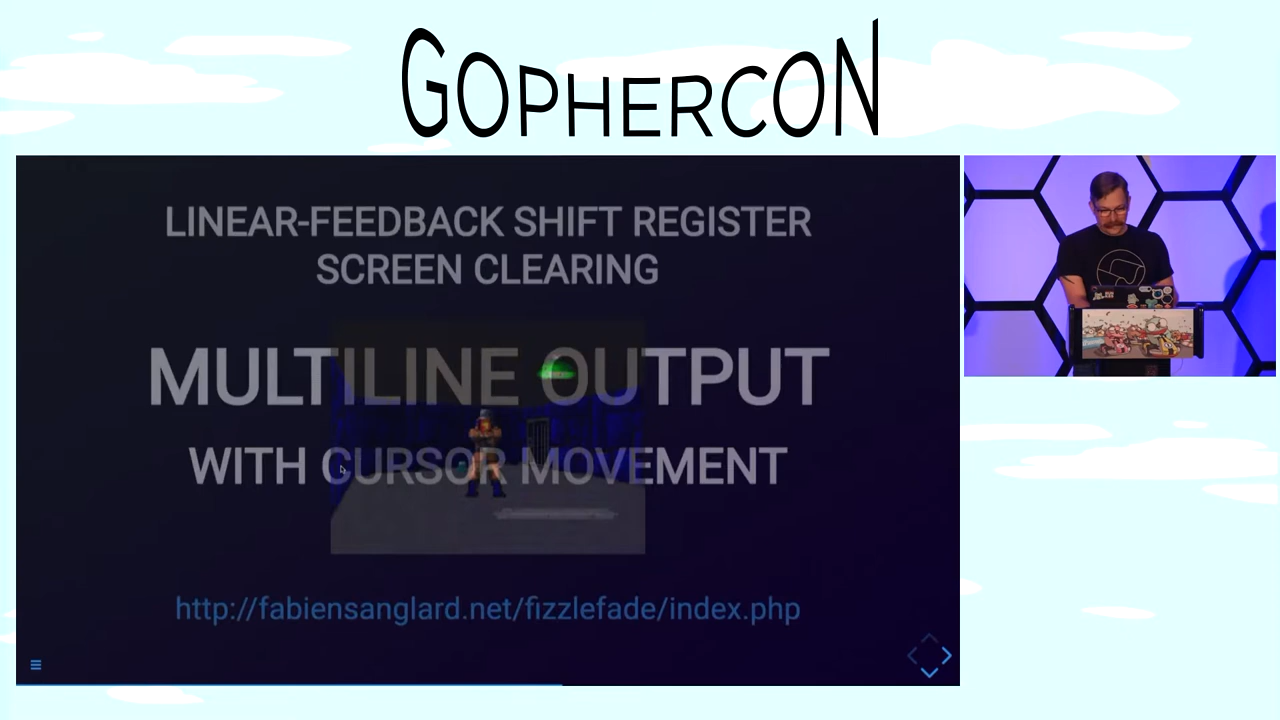 GOPHERCON
LINEAR-FEEDBACK SHIFT REGISTER
SCREEN CLEARING
MULTILINE OUTPUT
WITH CURSOR MOVEMENT
http://fabiensanglard.net/fizzlefade/index.php